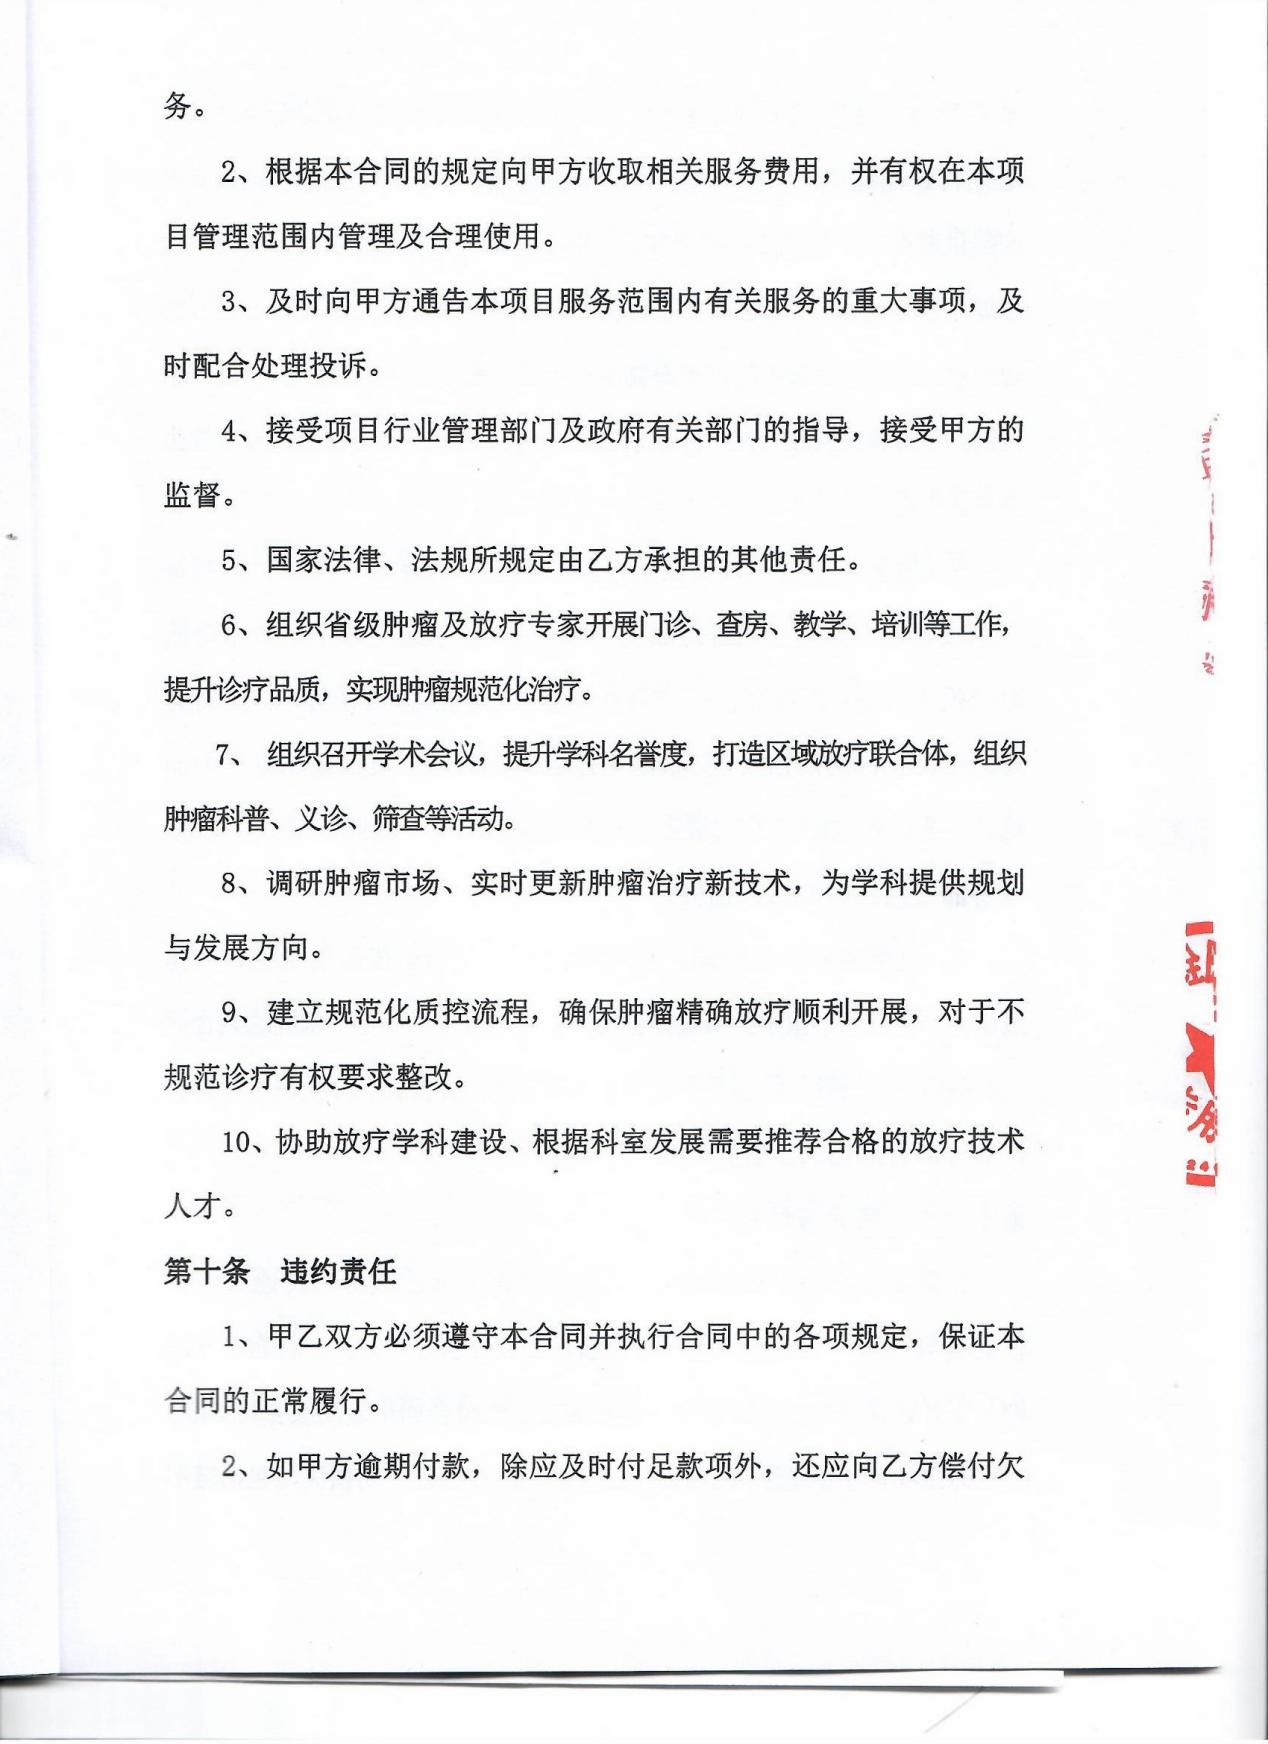 务。
2、根据本合同的规定向甲方收取相关服务费用，并有权在本项
目管理范围内管理及合理使用。
3、及时向甲方通告本项目服务范围内有关服务的重大事项，及
时配合处理投诉。
4、接受项目行业管理部门及政府有关部门的指导，接受甲方的
监督。
5、国家法律、法规所规定由乙方承担的其他责任。
6、组织省级肿瘤及放疗专家开展门诊、查房、教学、培训等工作，
提升诊疗品质，实现肿瘤规范化治疗。
7、 组织召开学术会议，提升学科名誉度，打造区域放疗联合体，组织
肿瘤科普、义诊、筛查等活动。
8、调研肿瘤市场、实时更新肿瘤治疗新技术，为学科提供规划
与发展方向。
9、建立规范化质控流程，确保肿瘤精确放疗顺利开展，对于不
规范诊疗有权要求整改。
10、协助放疗学科建设、根据科室发展需要推荐合格的放疗技术
人才。
第十条　违约责任
1、甲乙双方必须遵守本合同并执行合同中的各项规定，保证本
合同的正常履行。
2、如甲方逾期付款，除应及时付足款项外，还应向乙方偿付欠